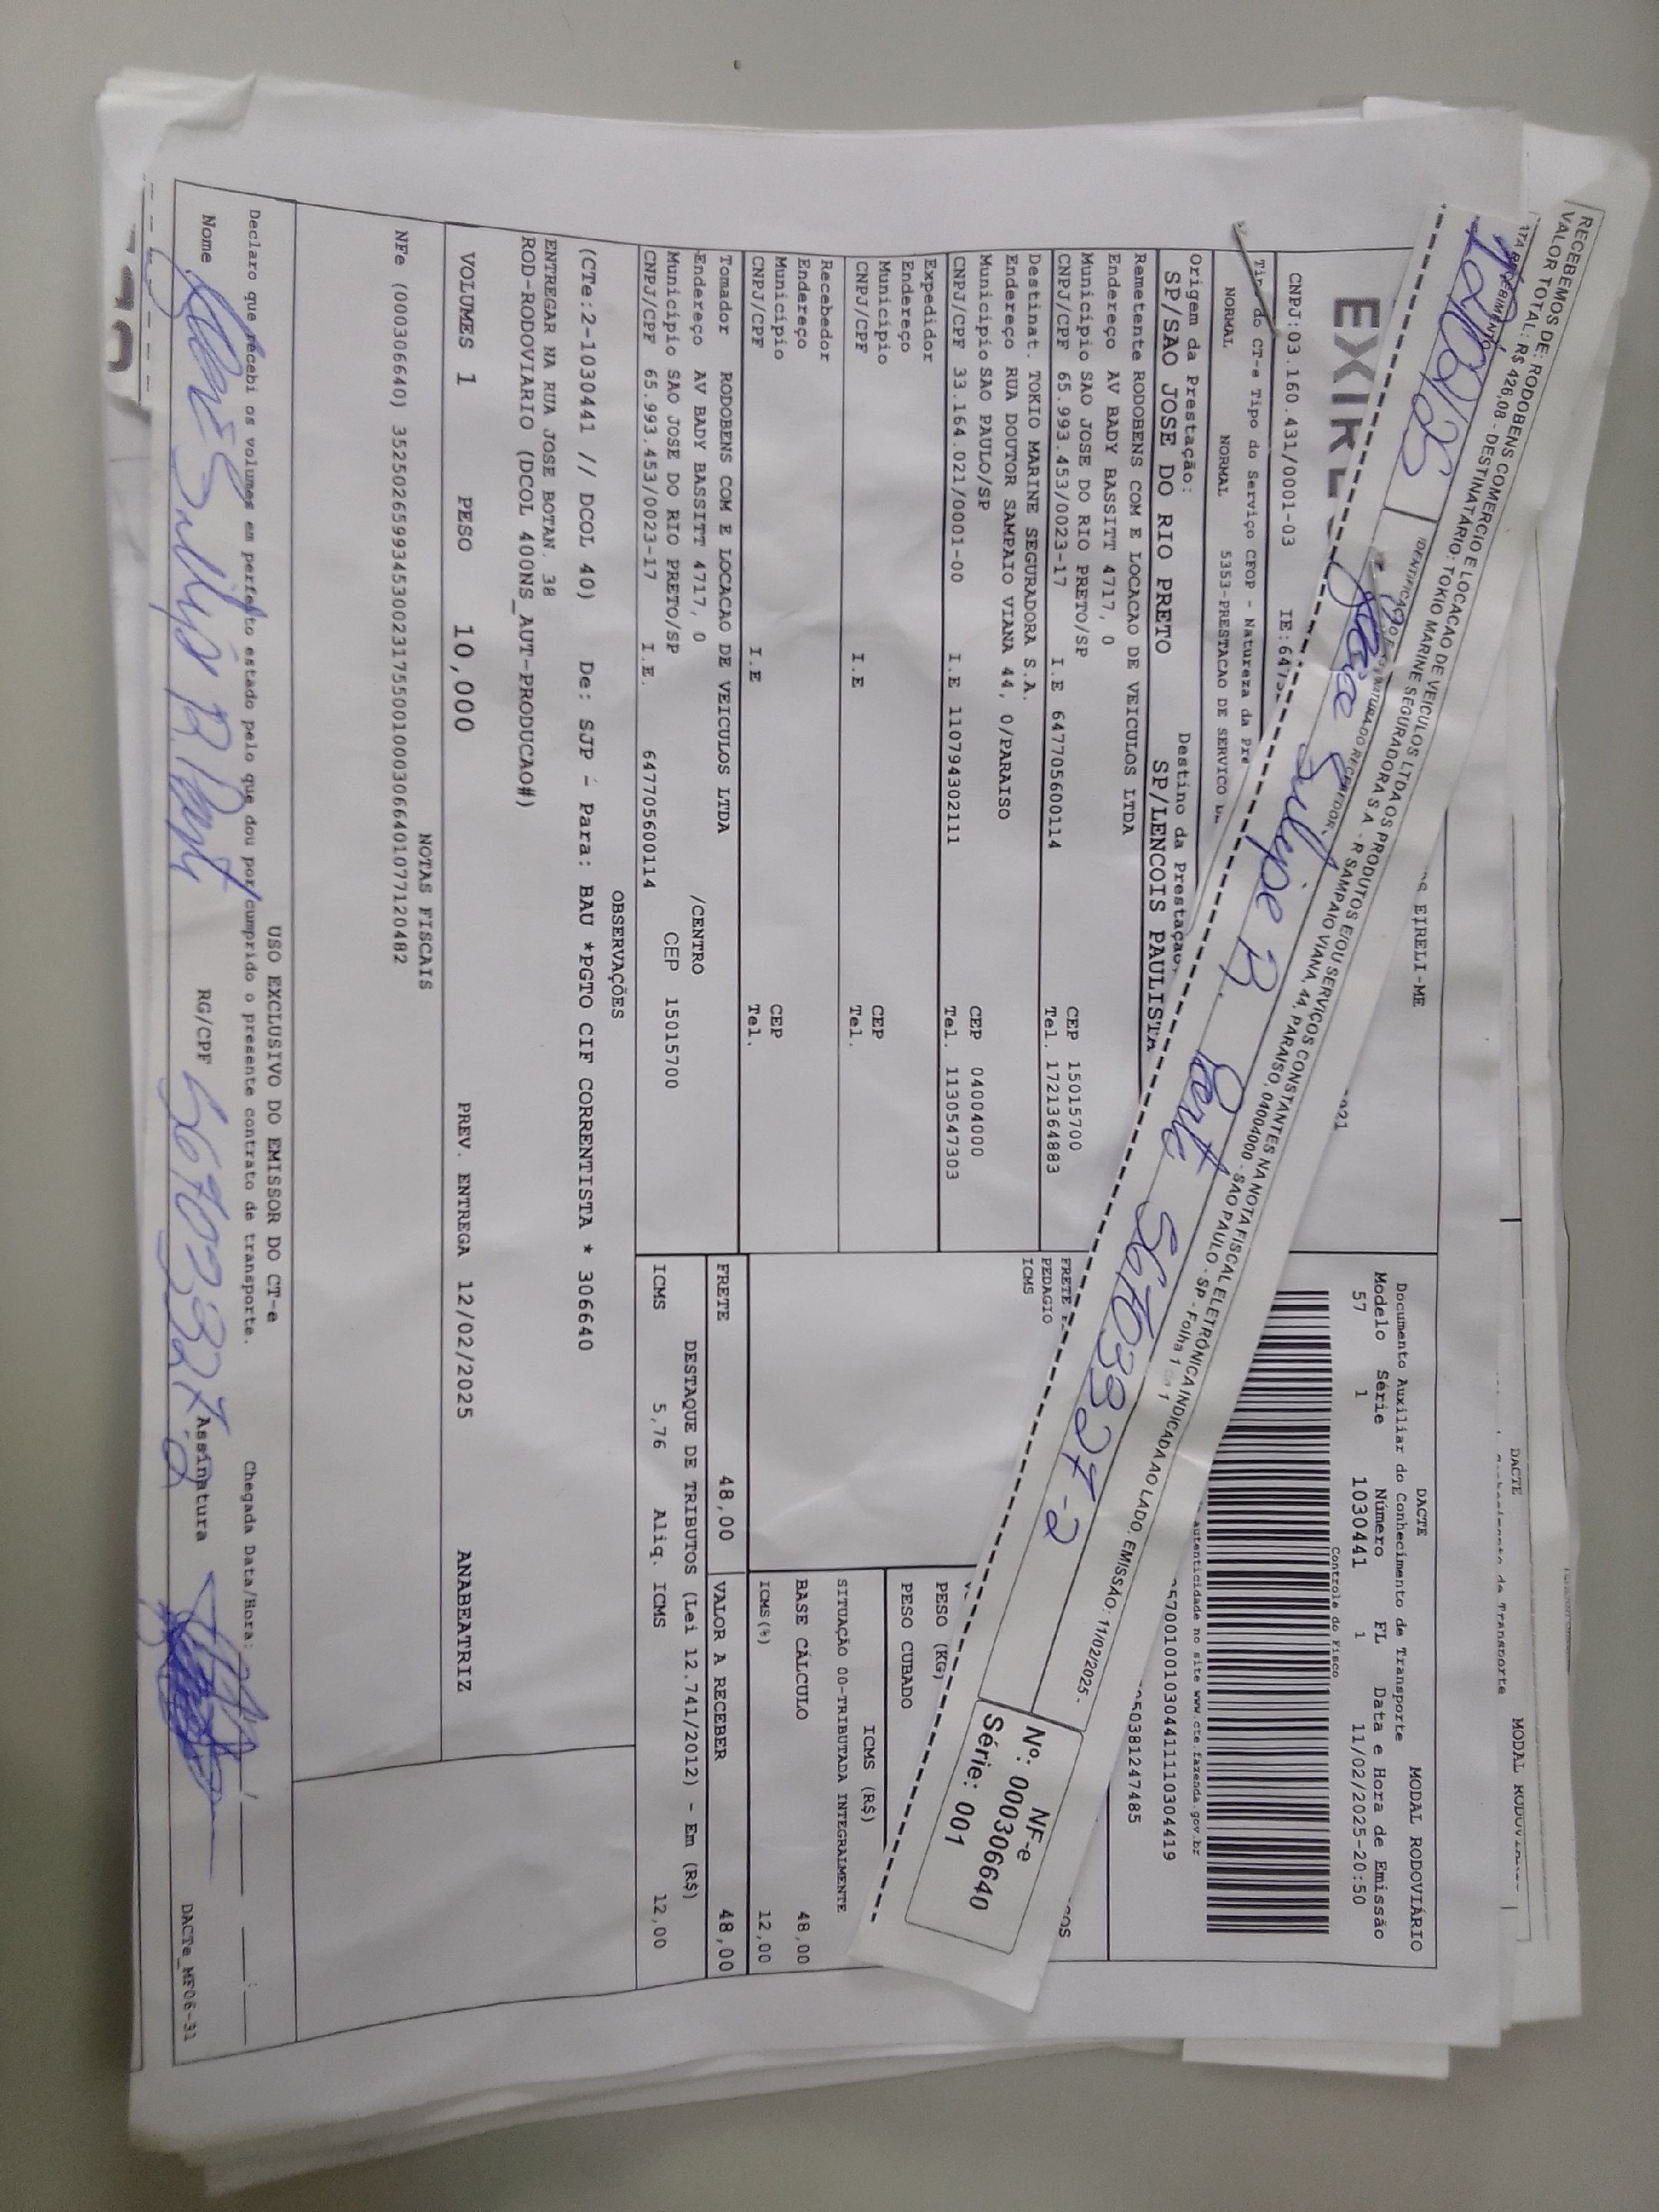 RECEBEMOS DE: RODOBENS COMERCIO E LOCACAO DE VEICULOS LTDA OS PRODUTOS E/OU SERVIÇOS CONSTANTES NA NOTA FISCAL ELETRÔNICA INDICADA AO LADO. EMISSÃO: 11/02/2025 -
VALOR TOTAL: R$ 426,08 - DESTINATÁRIO: TOKIO MARINE SEGURADORA S.A. - R SAMPAIO VIANA, 44, PARAISO, 04004000 - SAO PAULO - SP - Folha 1 de 1
NF-e
Nº: 000306640
Série: 001
DACTE
MODAL RODOVIÁRIO
Documento Auxiliar do Conhecimento de Transporte
Modelo Série Número FL Data e Hora de Emissão
57 1 1030441 1 11/02/2025-20:50
Controle do Fisco
EIRELI-ME
CNPJ:03.160.431/0001-03 IE:
do CT-e Tipo do Serviço CFOP - Natureza da
NORMAL NORMAL 5353-PRESTACAO DE SERVICO
autenticidade no site www.cte.fazenda.gov.br
Origem da Prestação: Destino da Prestação
SP/SAO JOSE DO RIO PRETO SP/LENCOIS PAULISTA
Remetente RODOBENS COM E LOCACAO DE VEICULOS LTDA
Endereço AV BADY BASSITT 4717, 0
Município SAO JOSE DO RIO PRETO/SP CEP 15015700
CNPJ/CPF 65.993.453/0023-17 I.E 647705600114 Tel. 1721364883
Destinat. TOKIO MARINE SEGURADORA S.A.
Endereço RUA DOUTOR SAMPAIO VIANA 44, 0/PARAISO
Município SAO PAULO/SP CEP 04004000
CNPJ/CPF 33.164.021/0001-00 I.E 110794302111 Tel. 1130547303
Expedidor
Endereço
Município CEP
CNPJ/CPF I.E Tel.
Recebedor
Endereço
Município CEP
CNPJ/CPF I.E Tel.
Tomador RODOBENS COM E LOCACAO DE VEICULOS LTDA
Endereço AV BADY BASSITT 4717, 0 /CENTRO
Município SAO JOSE DO RIO PRETO/SP CEP 15015700
CNPJ/CPF 65.993.453/0023-17 I.E. 647705600114
FRETE
PEDAGIO
ICMS
PESO (KG)
PESO CUBADO
ICMS (R$)
SITUAÇÃO 00-TRIBUTADA INTEGRALMENTE
BASE CÁLCULO 48,00
ICMS(%) 12,00
FRETE 48,00 VALOR A RECEBER 48,00
DESTAQUE DE TRIBUTOS (Lei 12.741/2012) - Em (R$)
ICMS 5,76 Aliq. ICMS 12,00
OBSERVAÇÕES
(CTe:2-1030441 // DCOL 40) De: SJP - Para: BAU *PGTO CIF CORRENTISTA * 306640
ENTREGAR NA RUA JOSE BOTAN, 38
ROD-RODOVIARIO (DCOL 400NS_AUT-PRODUCAO#)
VOLUMES 1 PESO 10,000 PREV. ENTREGA 12/02/2025 ANABEATRIZ
NOTAS FISCAIS
NFe (000306640) 35250265993453002317550010003066401077120482
USO EXCLUSIVO DO EMISSOR DO CT-e
Declaro que recebi os volumes em perfeito estado pelo que dou por cumprido o presente contrato de transporte. Chegada Data/Hora:
Nome RG/CPF Assinatura
DACTe_MF06-31